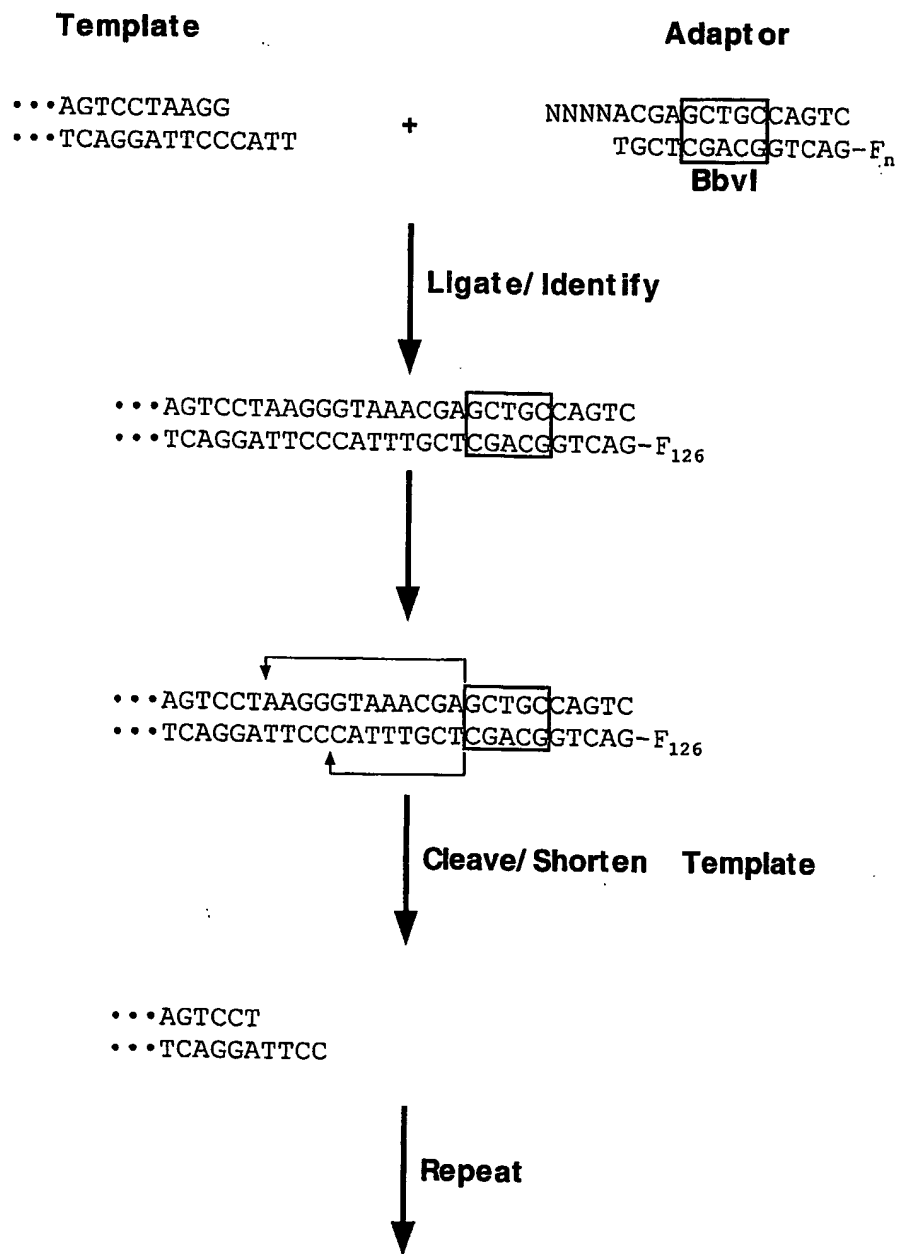 Template
Adaptor
•••AGTCCTAAGG
•••TCAGGATTCCCATT
+
NNNNACGAGCTGCCAGTC
TGCTCGACGGTCAG-Fn
BbvI
Ligate/Identify
•••AGTCCTAAGGGTAAACGAGCTGCCAGTC
•••TCAGGATTCCCATTTGCTCGACGGTCAG-F126
•••AGTCCTAAGGGTAAACGAGCTGCCAGTC
•••TCAGGATTCCCATTTGCTCGACGGTCAG-F126
Cleave/Shorten Template
•••AGTCCT
•••TCAGGATTCC
Repeat